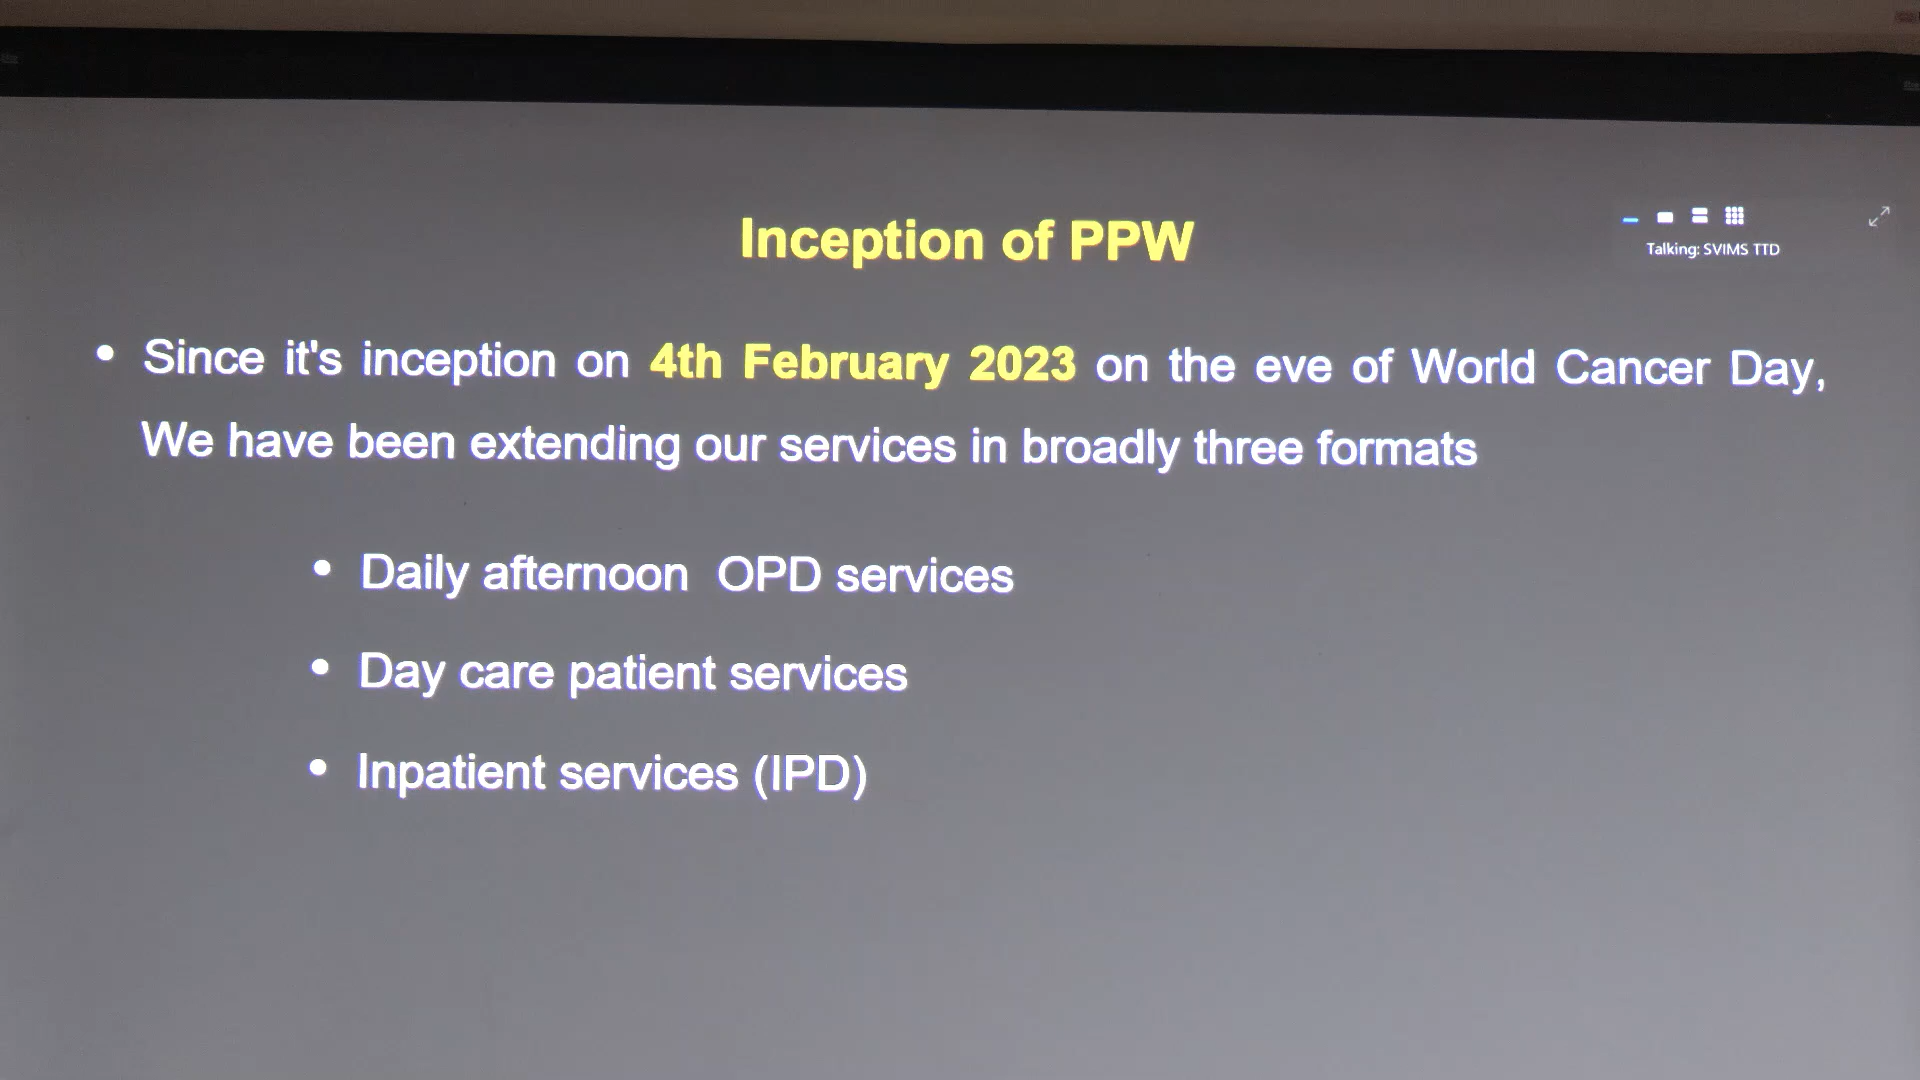 Inception of PPW
Talking: SVIMS TTD
• Since it's inception on 4th February 2023 on the eve of World Cancer Day,
We have been extending our services in broadly three formats
• Daily afternoon OPD services
• Day care patient services
• Inpatient services (IPD)